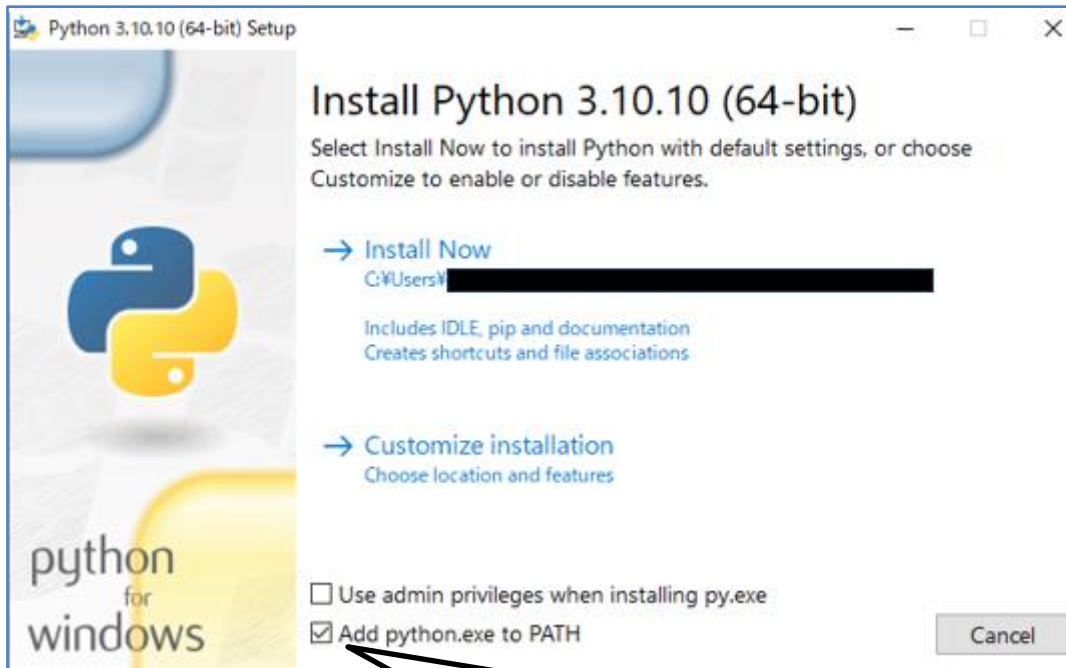 Python 3.10.10 (64-bit) Setup
Install Python 3.10.10 (64-bit)
Select Install Now to install Python with default settings, or choose
Customize to enable or disable features.
Install Now
C:¥Users¥
Includes IDLE, pip and documentation
Creates shortcuts and file associations
Customize installation
Choose location and features
python
for
windows
Use admin privileges when installing py.exe
Add python.exe to PATH
Cancel